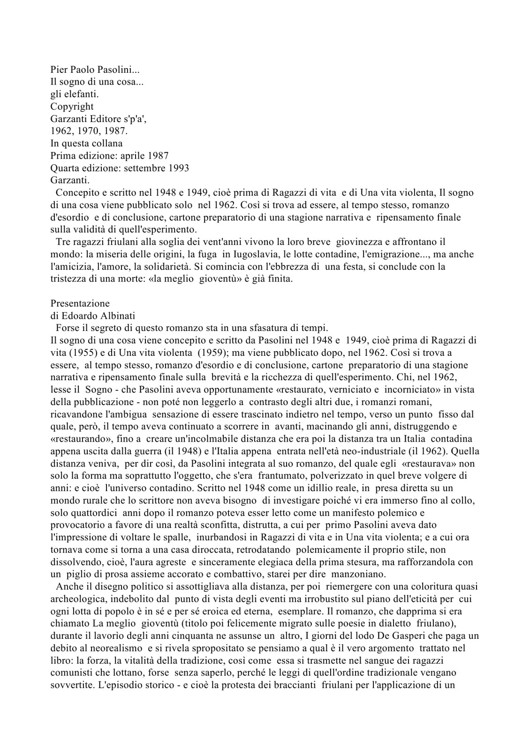 Pier Paolo Pasolini...
Il sogno di una cosa...
gli elefanti.
Copyright
Garzanti Editore s'p'a',
1962, 1970, 1987.
In questa collana
Prima edizione: aprile 1987
Quarta edizione: settembre 1993
Garzanti.
Concepito e scritto nel 1948 e 1949, cioè prima di Ragazzi di vita e di Una vita violenta, Il sogno
di una cosa viene pubblicato solo nel 1962. Così si trova ad essere, al tempo stesso, romanzo
d'esordio e di conclusione, cartone preparatorio di una stagione narrativa e ripensamento finale
sulla validità di quell'esperimento.
Tre ragazzi friulani alla soglia dei vent'anni vivono la loro breve giovinezza e affrontano il
mondo: la miseria delle origini, la fuga in Iugoslavia, le lotte contadine, l'emigrazione..., ma anche
l'amicizia, l'amore, la solidarietà. Si comincia con l'ebbrezza di una festa, si conclude con la
tristezza di una morte: «la meglio gioventù» è già finita.
Presentazione
di Edoardo Albinati
Forse il segreto di questo romanzo sta in una sfasatura di tempi.
Il sogno di una cosa viene concepito e scritto da Pasolini nel 1948 e 1949, cioè prima di Ragazzi di
vita (1955) e di Una vita violenta (1959); ma viene pubblicato dopo, nel 1962. Così si trova a
essere, al tempo stesso, romanzo d'esordio e di conclusione, cartone preparatorio di una stagione
narrativa e ripensamento finale sulla brevità e la ricchezza di quell'esperimento. Chi, nel 1962,
lesse il Sogno - che Pasolini aveva opportunamente «restaurato, verniciato e incorniciato» in vista
della pubblicazione - non poté non leggerlo a contrasto degli altri due, i romanzi romani,
ricavandone l'ambigua sensazione di essere trascinato indietro nel tempo, verso un punto fisso dal
quale, però, il tempo aveva continuato a scorrere in avanti, macinando gli anni, distruggendo e
«restaurando», fino a creare un'incolmabile distanza che era poi la distanza tra un Italia contadina
appena uscita dalla guerra (il 1948) e l'Italia appena entrata nell'età neo-industriale (il 1962). Quella
distanza veniva, per dir così, da Pasolini integrata al suo romanzo, del quale egli «restaurava» non
solo la forma ma soprattutto l'oggetto, che s'era frantumato, polverizzato in quel breve volgere di
anni: e cioè l'universo contadino. Scritto nel 1948 come un idillio reale, in presa diretta su un
mondo rurale che lo scrittore non aveva bisogno di investigare poiché vi era immerso fino al collo,
solo quattordici anni dopo il romanzo poteva esser letto come un manifesto polemico e
provocatorio a favore di una realtà sconfitta, distrutta, a cui per primo Pasolini aveva dato
l'impressione di voltare le spalle, inurbandosi in Ragazzi di vita e in Una vita violenta; e a cui ora
tornava come si torna a una casa diroccata, retrodatando polemicamente il proprio stile, non
dissolvendo, cioè, l'aura agreste e sinceramente elegiaca della prima stesura, ma rafforzandola con
un piglio di prosa assieme accorato e combattivo, starei per dire manzoniano.
Anche il disegno politico si assottigliava alla distanza, per poi riemergere con una coloritura quasi
archeologica, indebolito dal punto di vista degli eventi ma irrobustito sul piano dell'eticità per cui
ogni lotta di popolo è in sé e per sé eroica ed eterna, esemplare. Il romanzo, che dapprima si era
chiamato La meglio gioventù (titolo poi felicemente migrato sulle poesie in dialetto friulano),
durante il lavorio degli anni cinquanta ne assunse un altro, I giorni del lodo De Gasperi che paga un
debito al neorealismo e si rivela spropositato se pensiamo a qual è il vero argomento trattato nel
libro: la forza, la vitalità della tradizione, così come essa si trasmette nel sangue dei ragazzi
comunisti che lottano, forse senza saperlo, perché le leggi di quell'ordine tradizionale vengano
sovvertite. L'episodio storico - e cioè la protesta dei braccianti friulani per l'applicazione di un